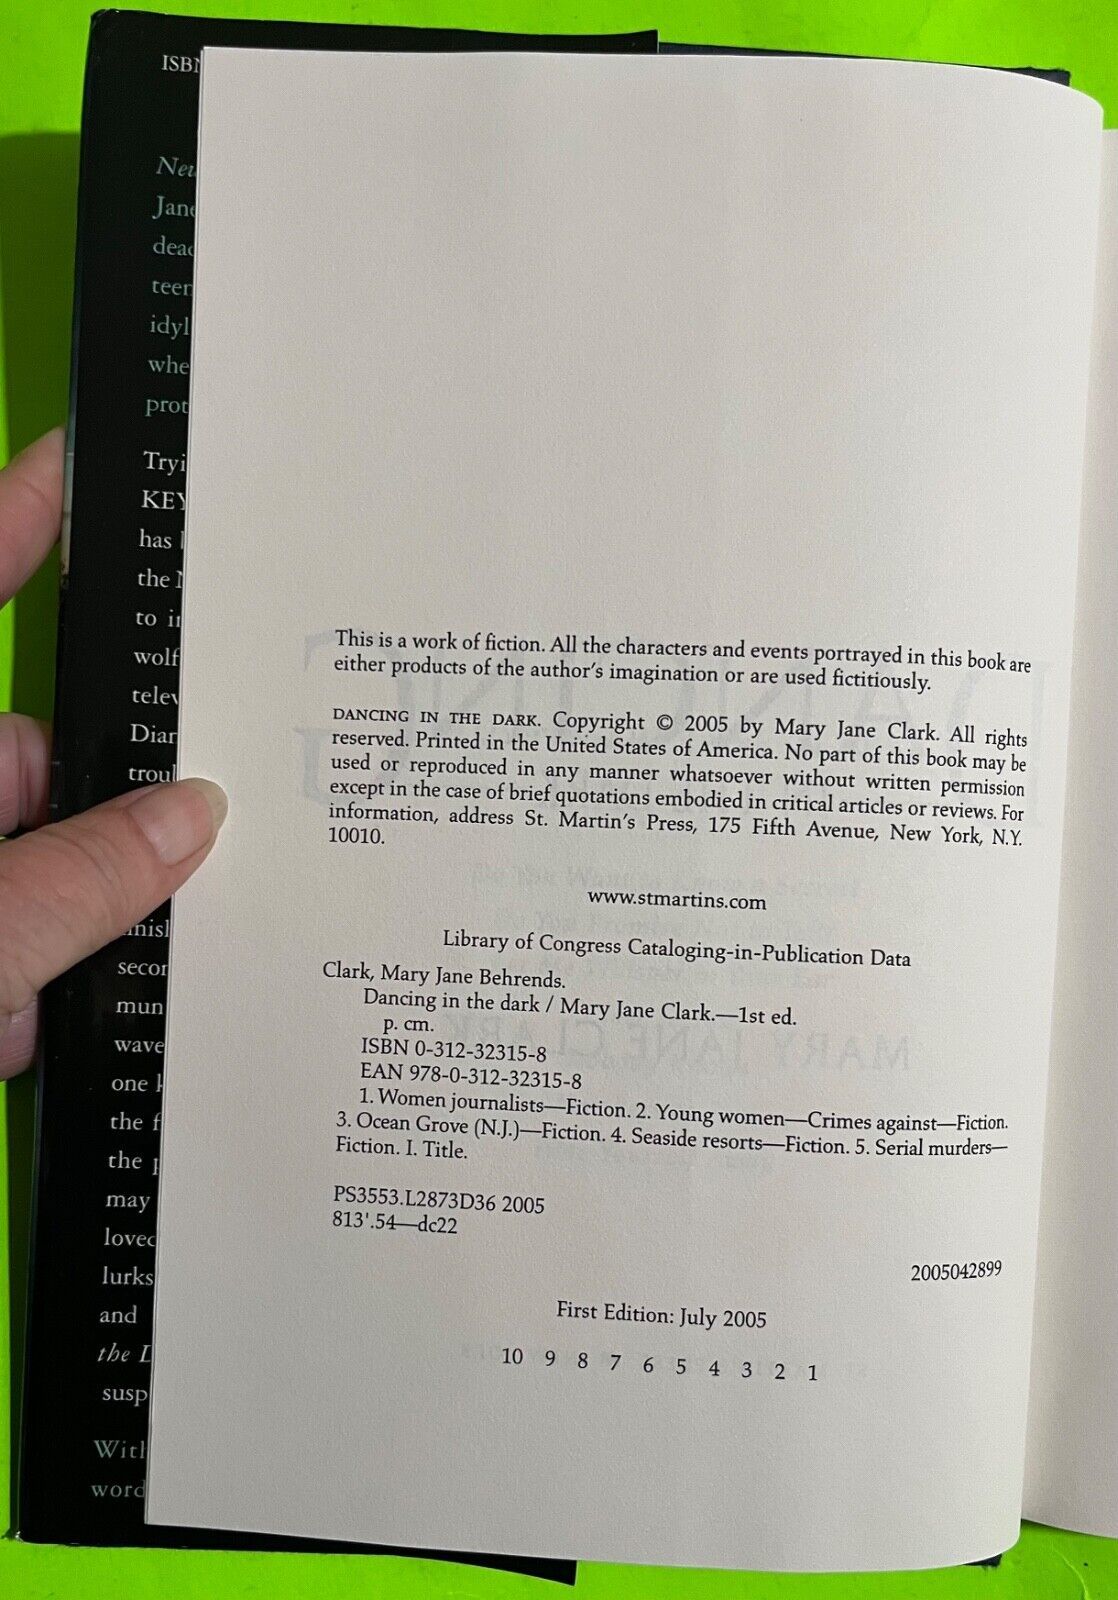 ISBN
Jane
teen
idyl
whe
prot
Tryi
KEY
has
the
to
wolf
telev
Dian
troul
secon
mun
wave
one
the f
the
may
loved
lurks
and
the
susp
With
word
This is a work of fiction. All the characters and events portrayed in this book are
either products of the author's imagination or are used fictitiously.
DANCING IN THE DARK. Copyright © 2005 by Mary Jane Clark. All rights
reserved. Printed in the United States of America. No part of this book may be
used or reproduced in any manner whatsoever without written permission
except in the case of brief quotations embodied in critical articles or reviews. For
information, address St. Martin's Press, 175 Fifth Avenue, New York, N.Y.
10010.
www.stmartins.com
Library of Congress Cataloging-in-Publication Data
Clark, Mary Jane Behrends.
Dancing in the dark / Mary Jane Clark.—1st ed.
p. cm.
ISBN 0-312-32315-8
EAN 978-0-312-32315-8
1. Women journalists—Fiction. 2. Young women—Crimes against—Fiction.
3. Ocean Grove (N.J.)—Fiction. 4. Seaside resorts—Fiction. 5. Serial murders—
Fiction. I. Title.
PS3553.L2873D36 2005
813'.54—dc22
2005042899
First Edition: July 2005
10 9 8 7 6 5 4 3 2 1